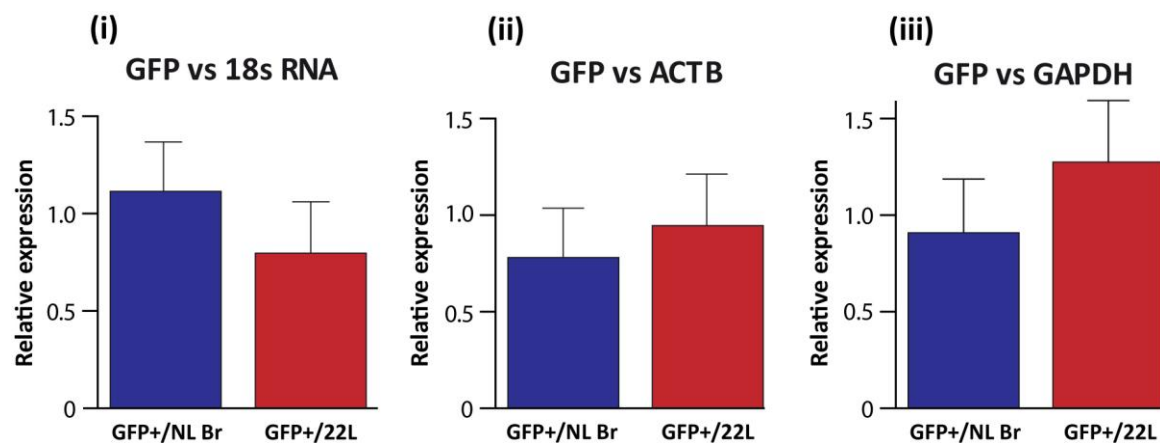 (i)
GFP vs 18s RNA
Relative expression
1.5
1.0
0.5
0
GFP+/NL Br
GFP+/22L
(ii)
GFP vs ACTB
Relative expression
1.5
1.0
0.5
0
GFP+/NL Br
GFP+/22L
(iii)
GFP vs GAPDH
Relative expression
1.5
1.0
0.5
0
GFP+/NL Br
GFP+/22L